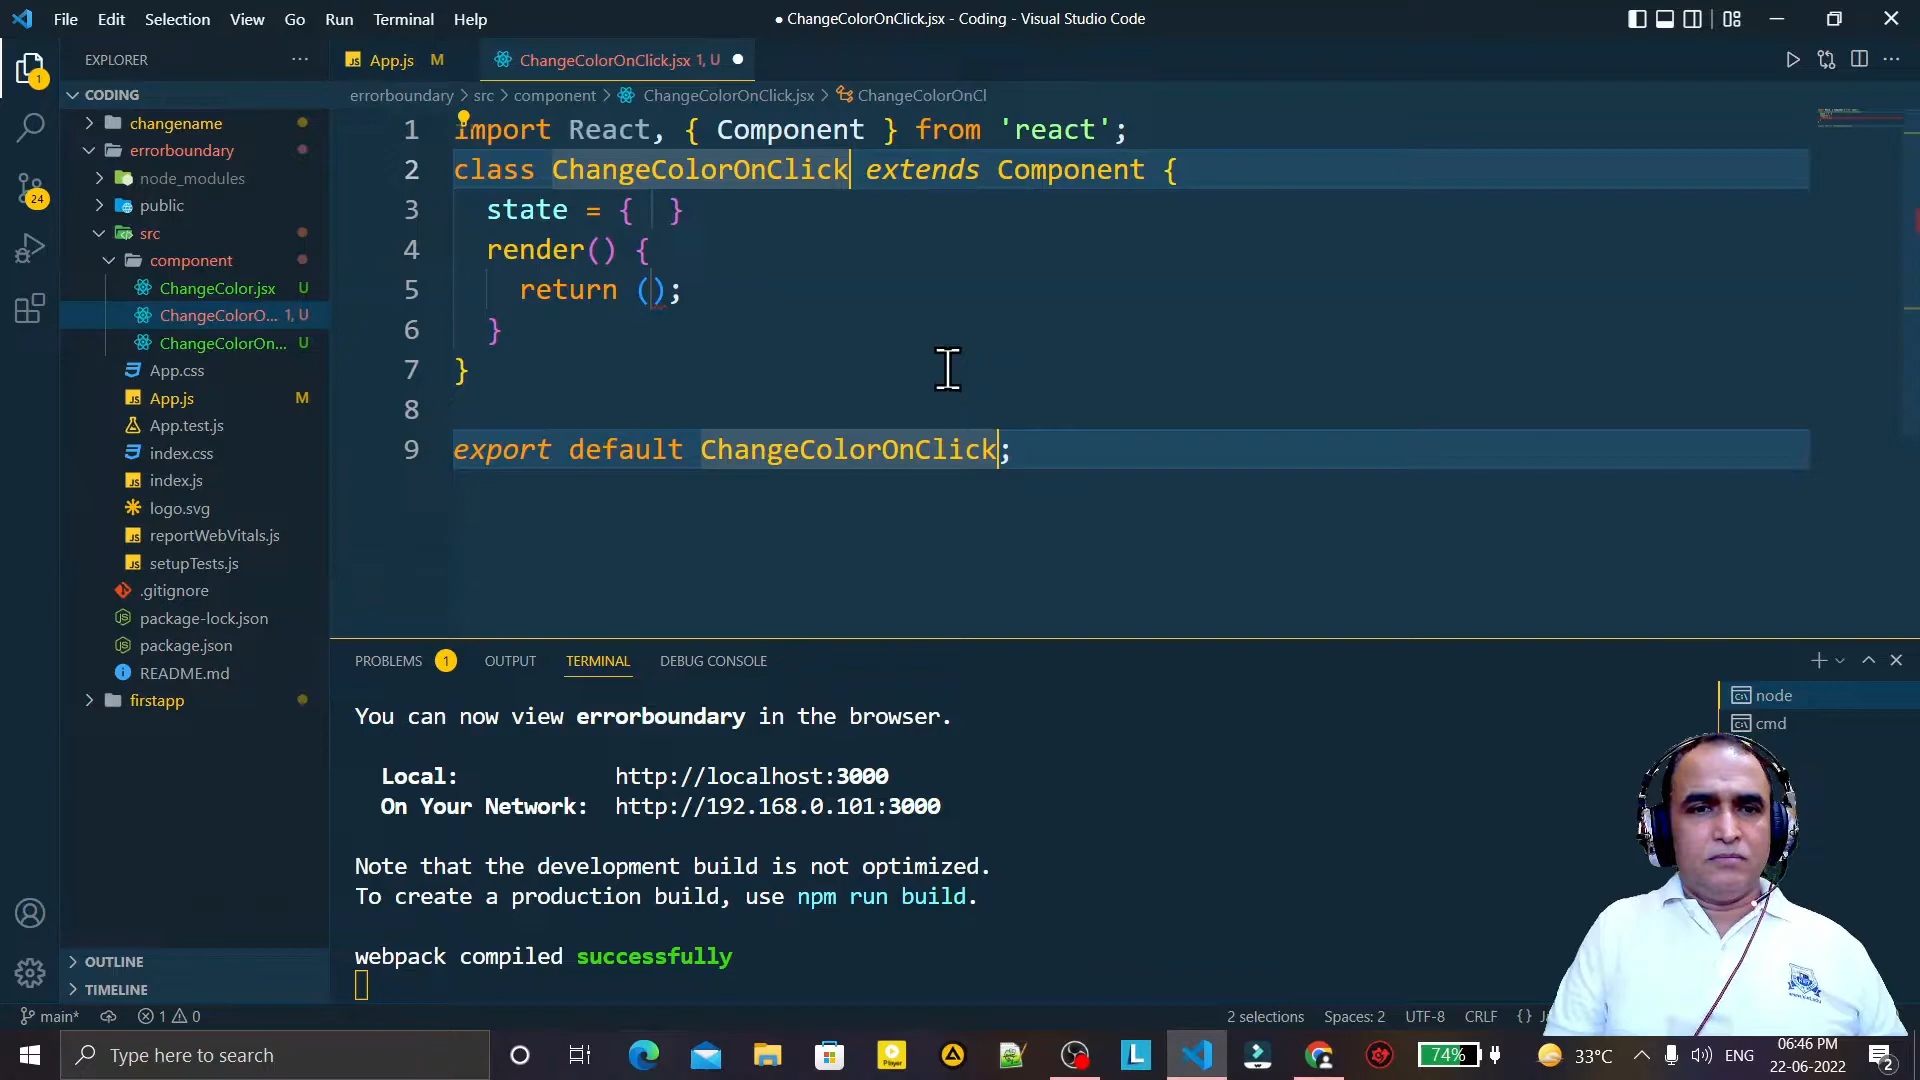 File Edit Selection View Go Run Terminal Help
● ChangeColorOnClick.jsx - Coding - Visual Studio Code
EXPLORER
App.js M
ChangeColorOnClick.jsx 1, U
CODING
errorboundary > src > component > ChangeColorOnClick.jsx > ChangeColorOnCl
changename
errorboundary
node_modules
public
src
component
ChangeColor.jsx U
ChangeColorO... 1, U
ChangeColorOn... U
App.css
App.js M
App.test.js
index.css
index.js
logo.svg
reportWebVitals.js
setupTests.js
.gitignore
package-lock.json
package.json
README.md
firstapp
OUTLINE
TIMELINE
1
24
1 import React, { Component } from 'react';
2 class ChangeColorOnClick extends Component {
3 state = { }
4 render() {
5 return ();
6 }
7 }
8
9 export default ChangeColorOnClick;
PROBLEMS 1 OUTPUT TERMINAL DEBUG CONSOLE
node
cmd
You can now view errorboundary in the browser.
Local: http://localhost:3000
On Your Network: http://192.168.0.101:3000
Note that the development build is not optimized.
To create a production build, use npm run build.
webpack compiled successfully
main* 1 0
2 selections Spaces: 2 UTF-8 CRLF {}
Type here to search
Player
L
74%
33°C
ENG
06:46 PM
22-06-2022
2